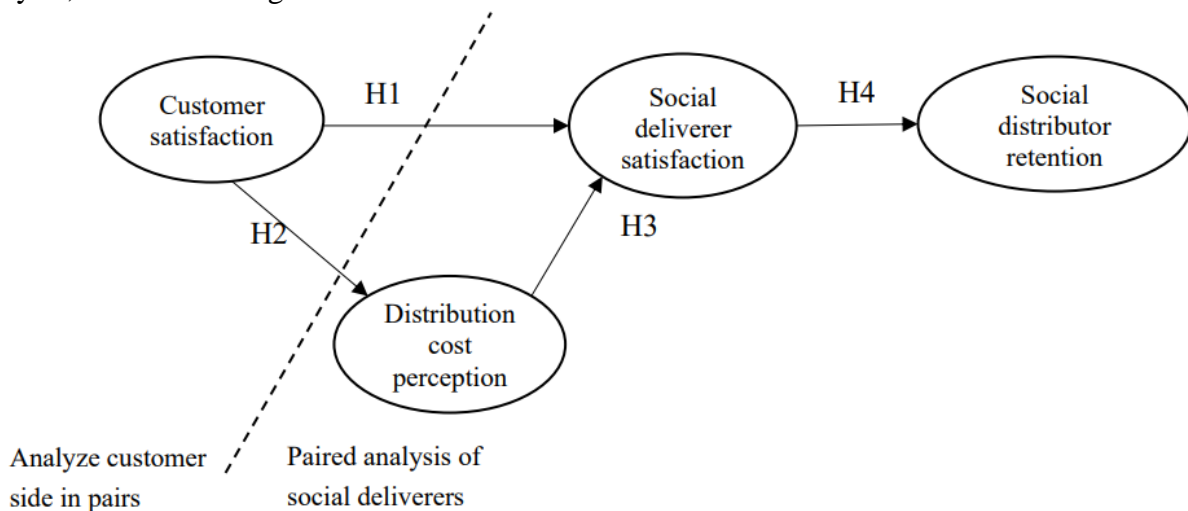 Customer
satisfaction
H1
Social
deliverer
satisfaction
H4
Social
distributor
retention
H2
H3
Distribution
cost
perception
Analyze customer
side in pairs
Paired analysis of
social deliverers